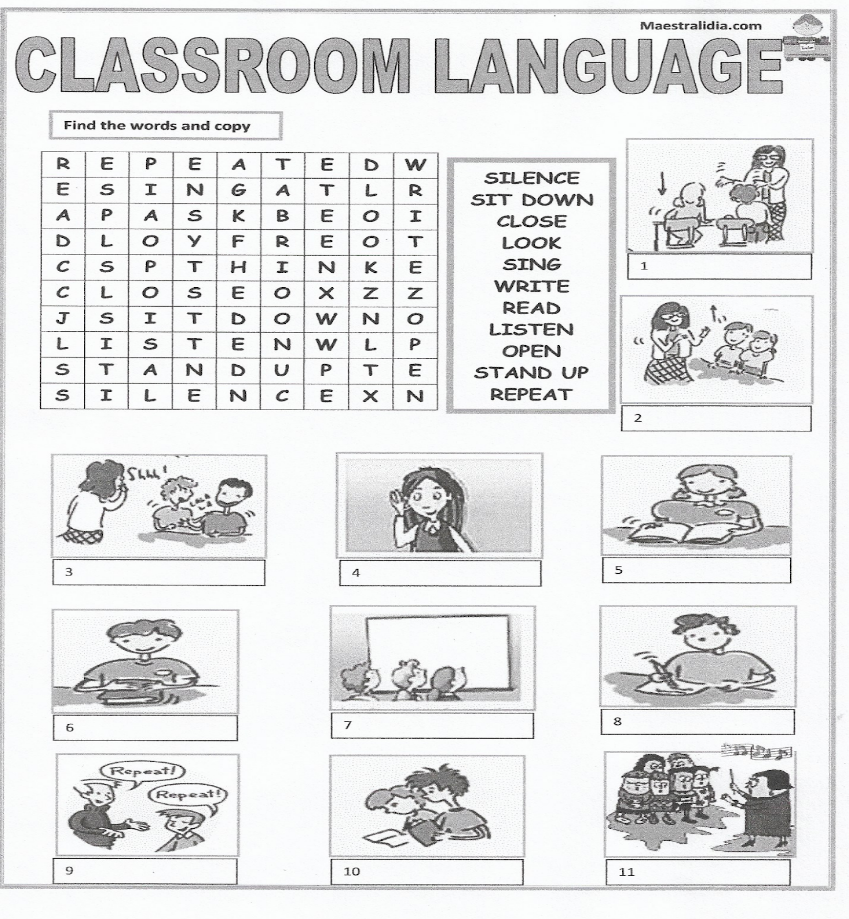 Maestralidia.com
CLASSROOM LANGUAGE
Find the words and copy
R E P E A T E D W
E S I N G A T L R
A P A S K B E O I
D L O Y F R E O T
C S P T H I N K E
C L O S E O X Z Z
J S I T D O W N O
L I S T E N W L P
S T A N D U P T E
S I L E N C E X N
SILENCE
SIT DOWN
CLOSE
LOOK
SING
WRITE
READ
LISTEN
OPEN
STAND UP
REPEAT
1
2
Shhh!
3
4
5
6
7
8
Repeat!
Repeat!
9
10
11